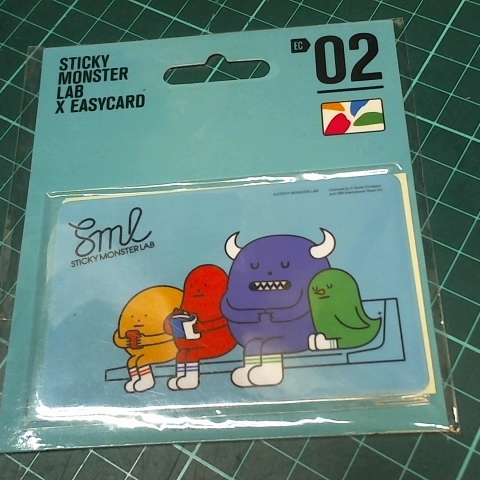 STICKY
MONSTER
LAB
X EASYCARD
EC 02
Sml
STICKY MONSTER LAB
©STICKY MONSTER LAB